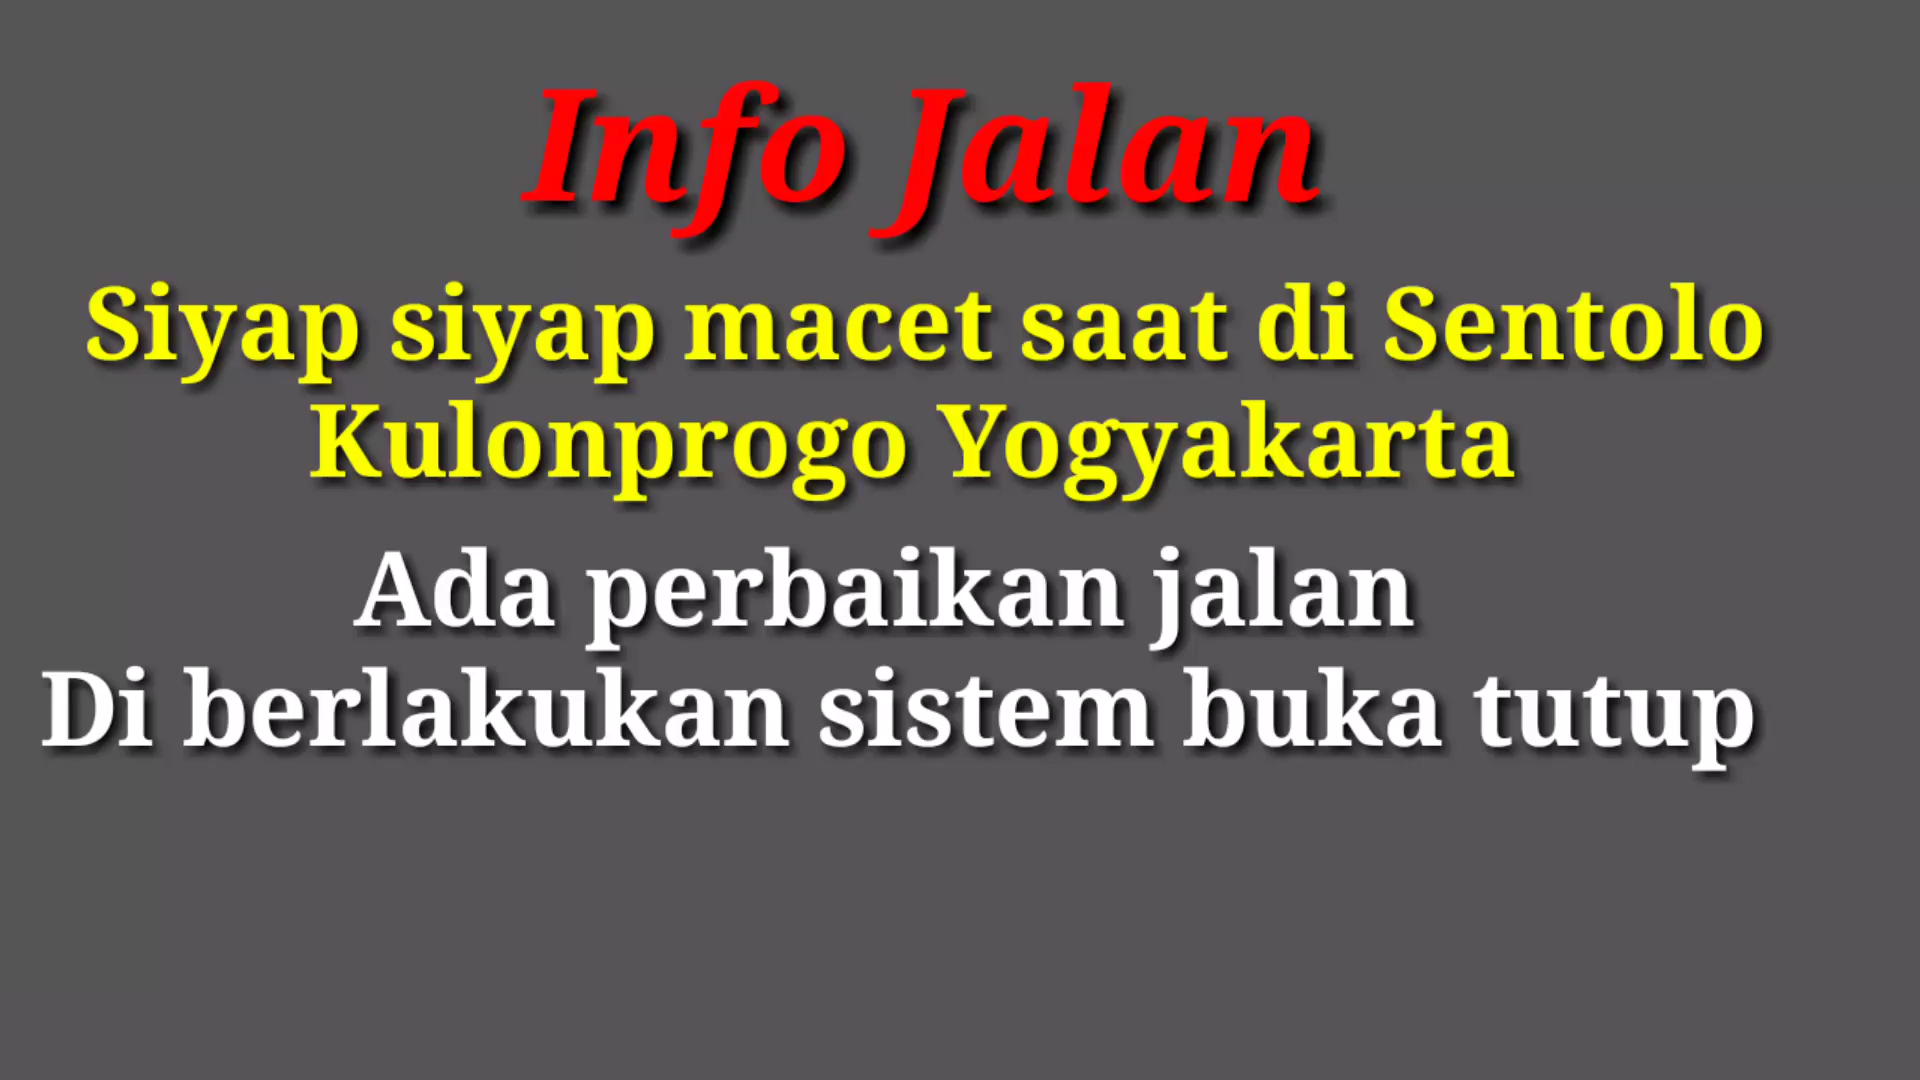 Info Jalan
Siyap siyap macet saat di Sentolo
Kulonprogo Yogyakarta
Ada perbaikan jalan
Di berlakukan sistem buka tutup